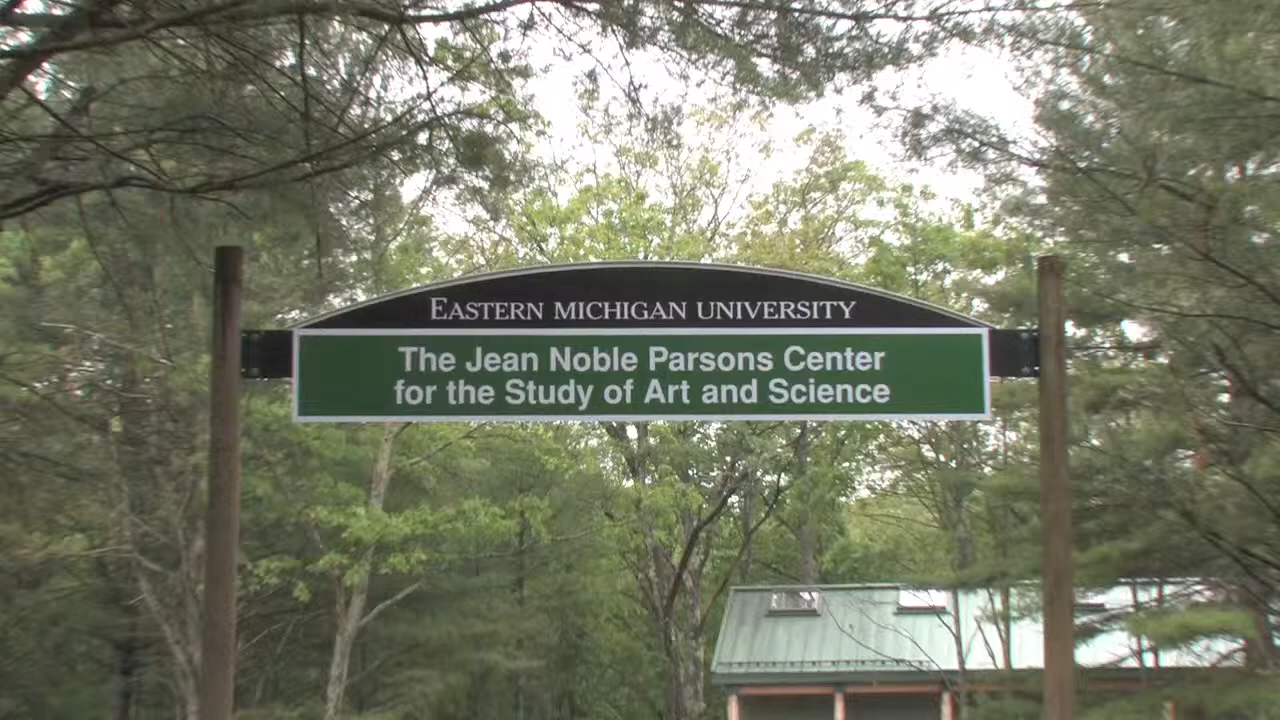 EASTERN MICHIGAN UNIVERSITY
The Jean Noble Parsons Center
for the Study of Art and Science